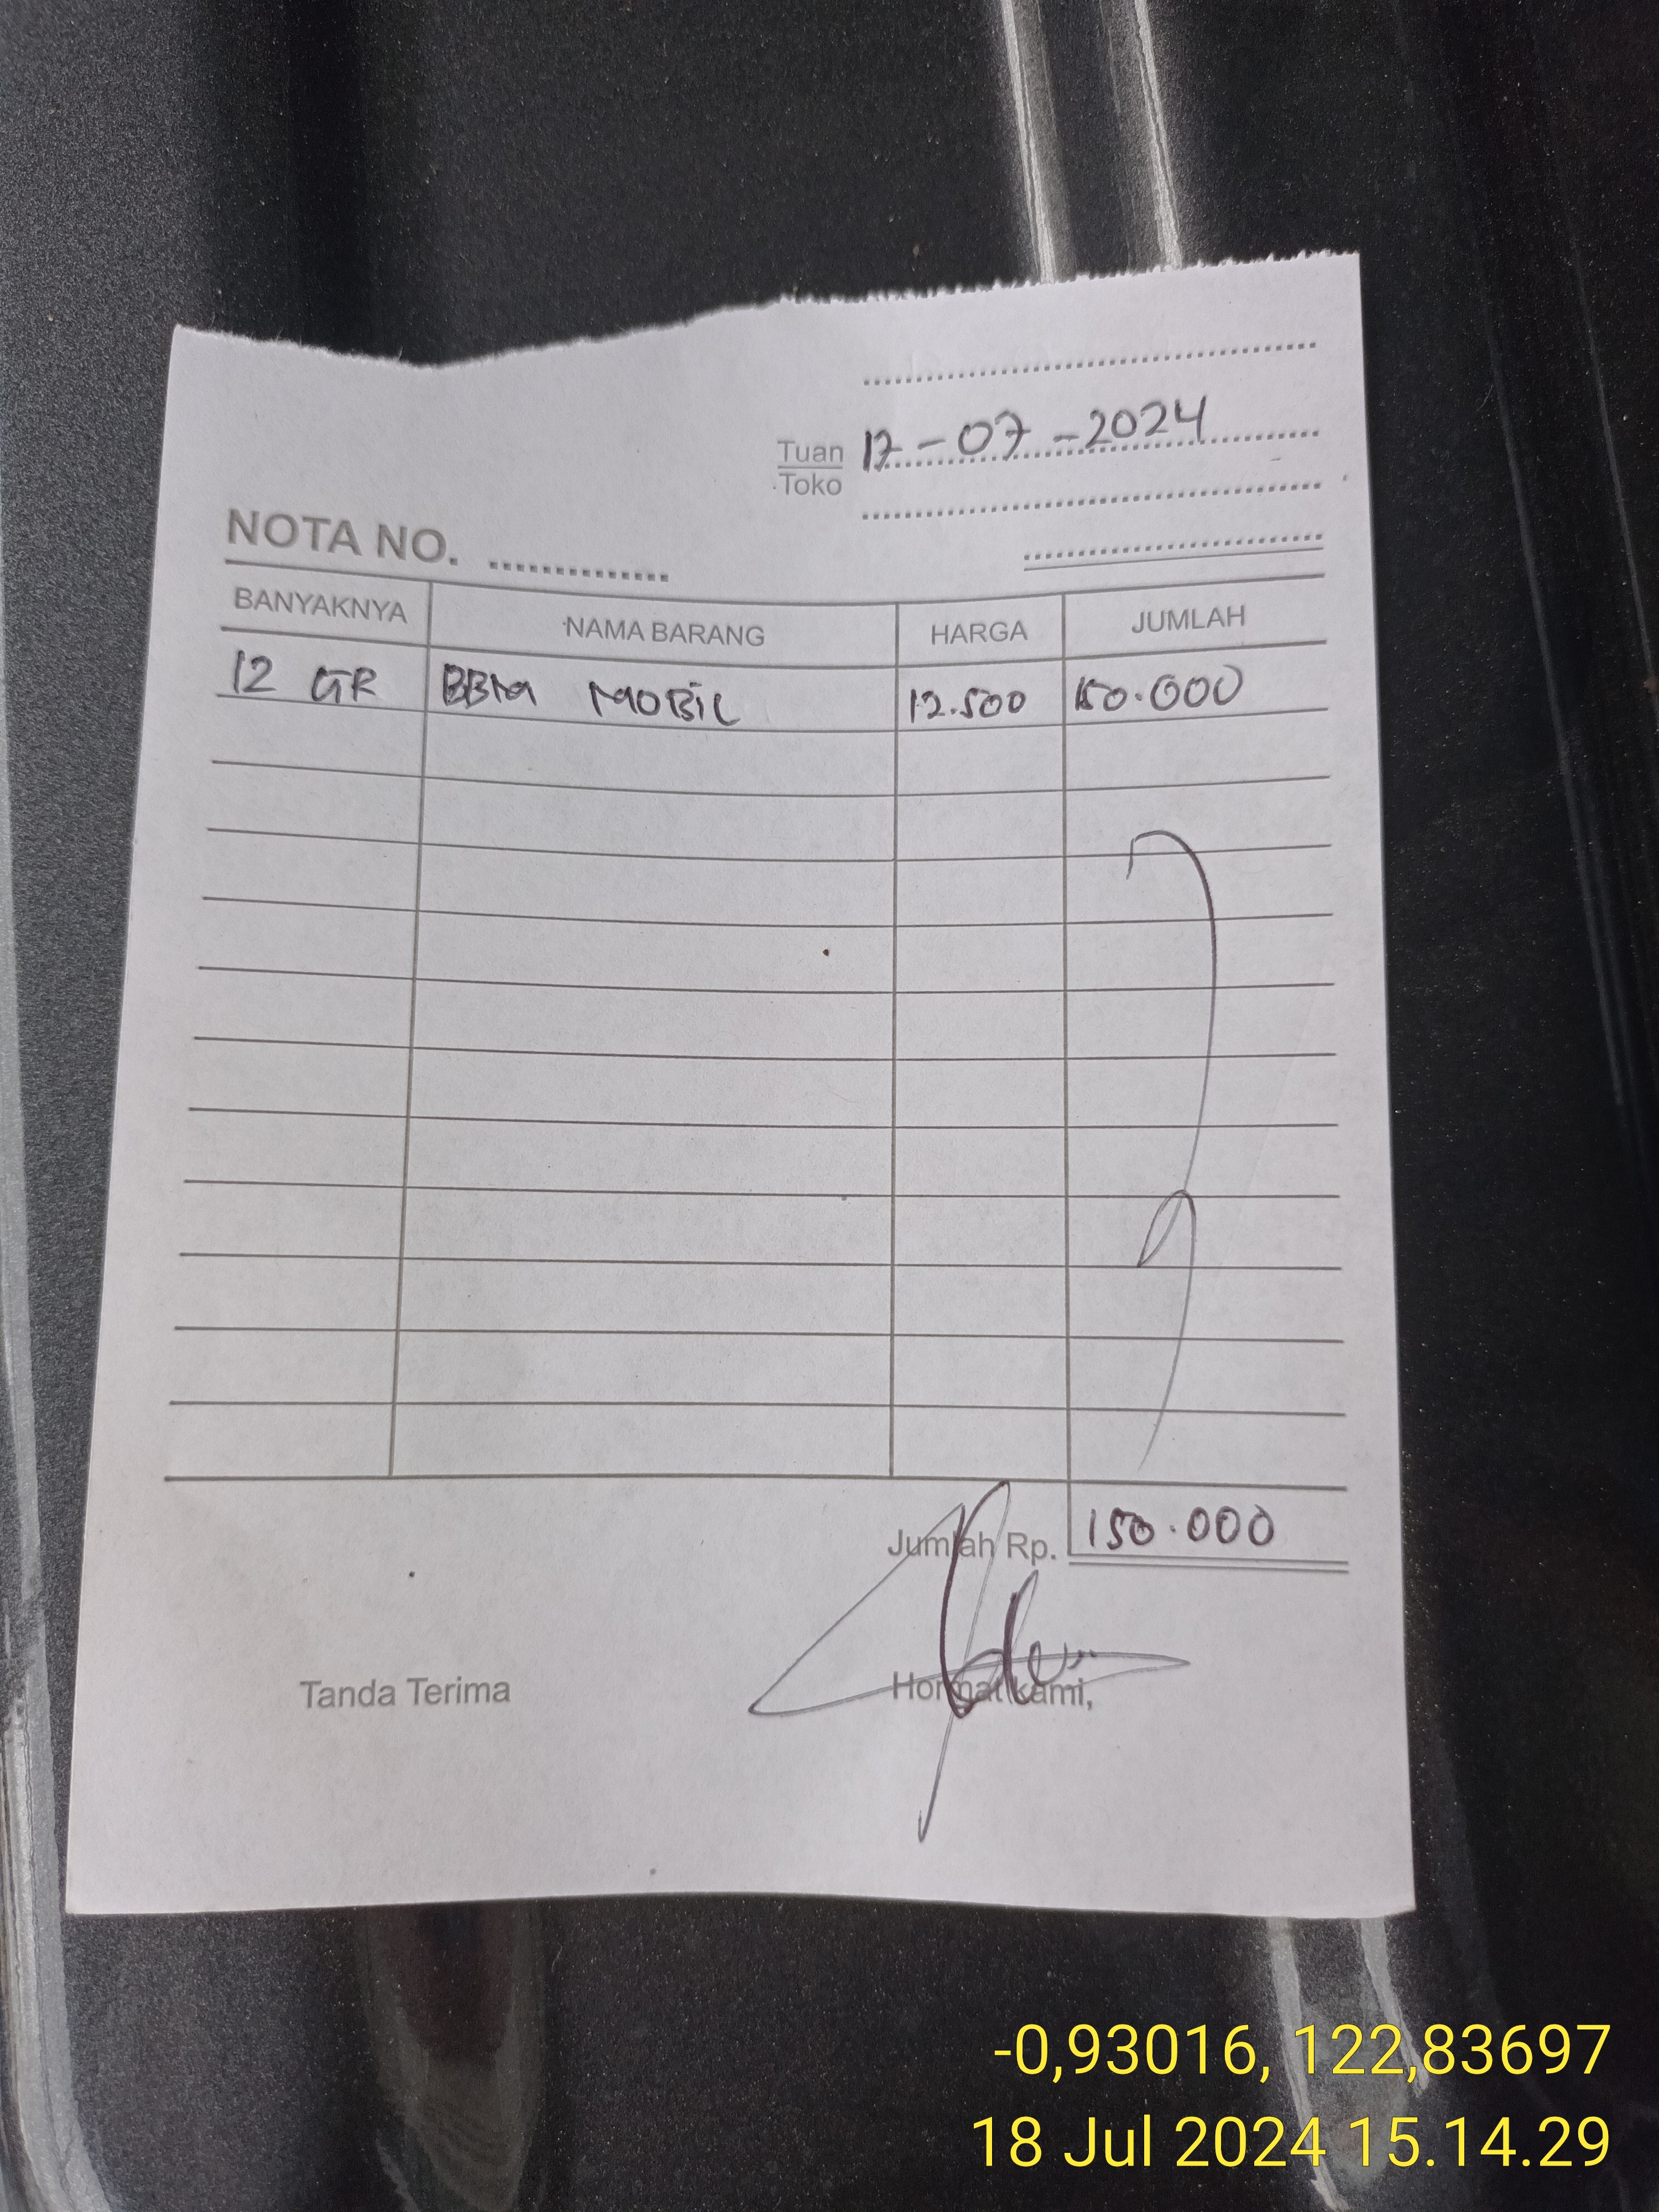 Tuan 17-07-2024
Toko
NOTA NO. ..............
BANYAKNYA NAMA BARANG HARGA JUMLAH
12 GR BBM MOBIL 12.500 150.000
Jumlah Rp. 150.000
Tanda Terima Hormat kami,
-0,93016, 122,83697
18 Jul 2024 15.14.29